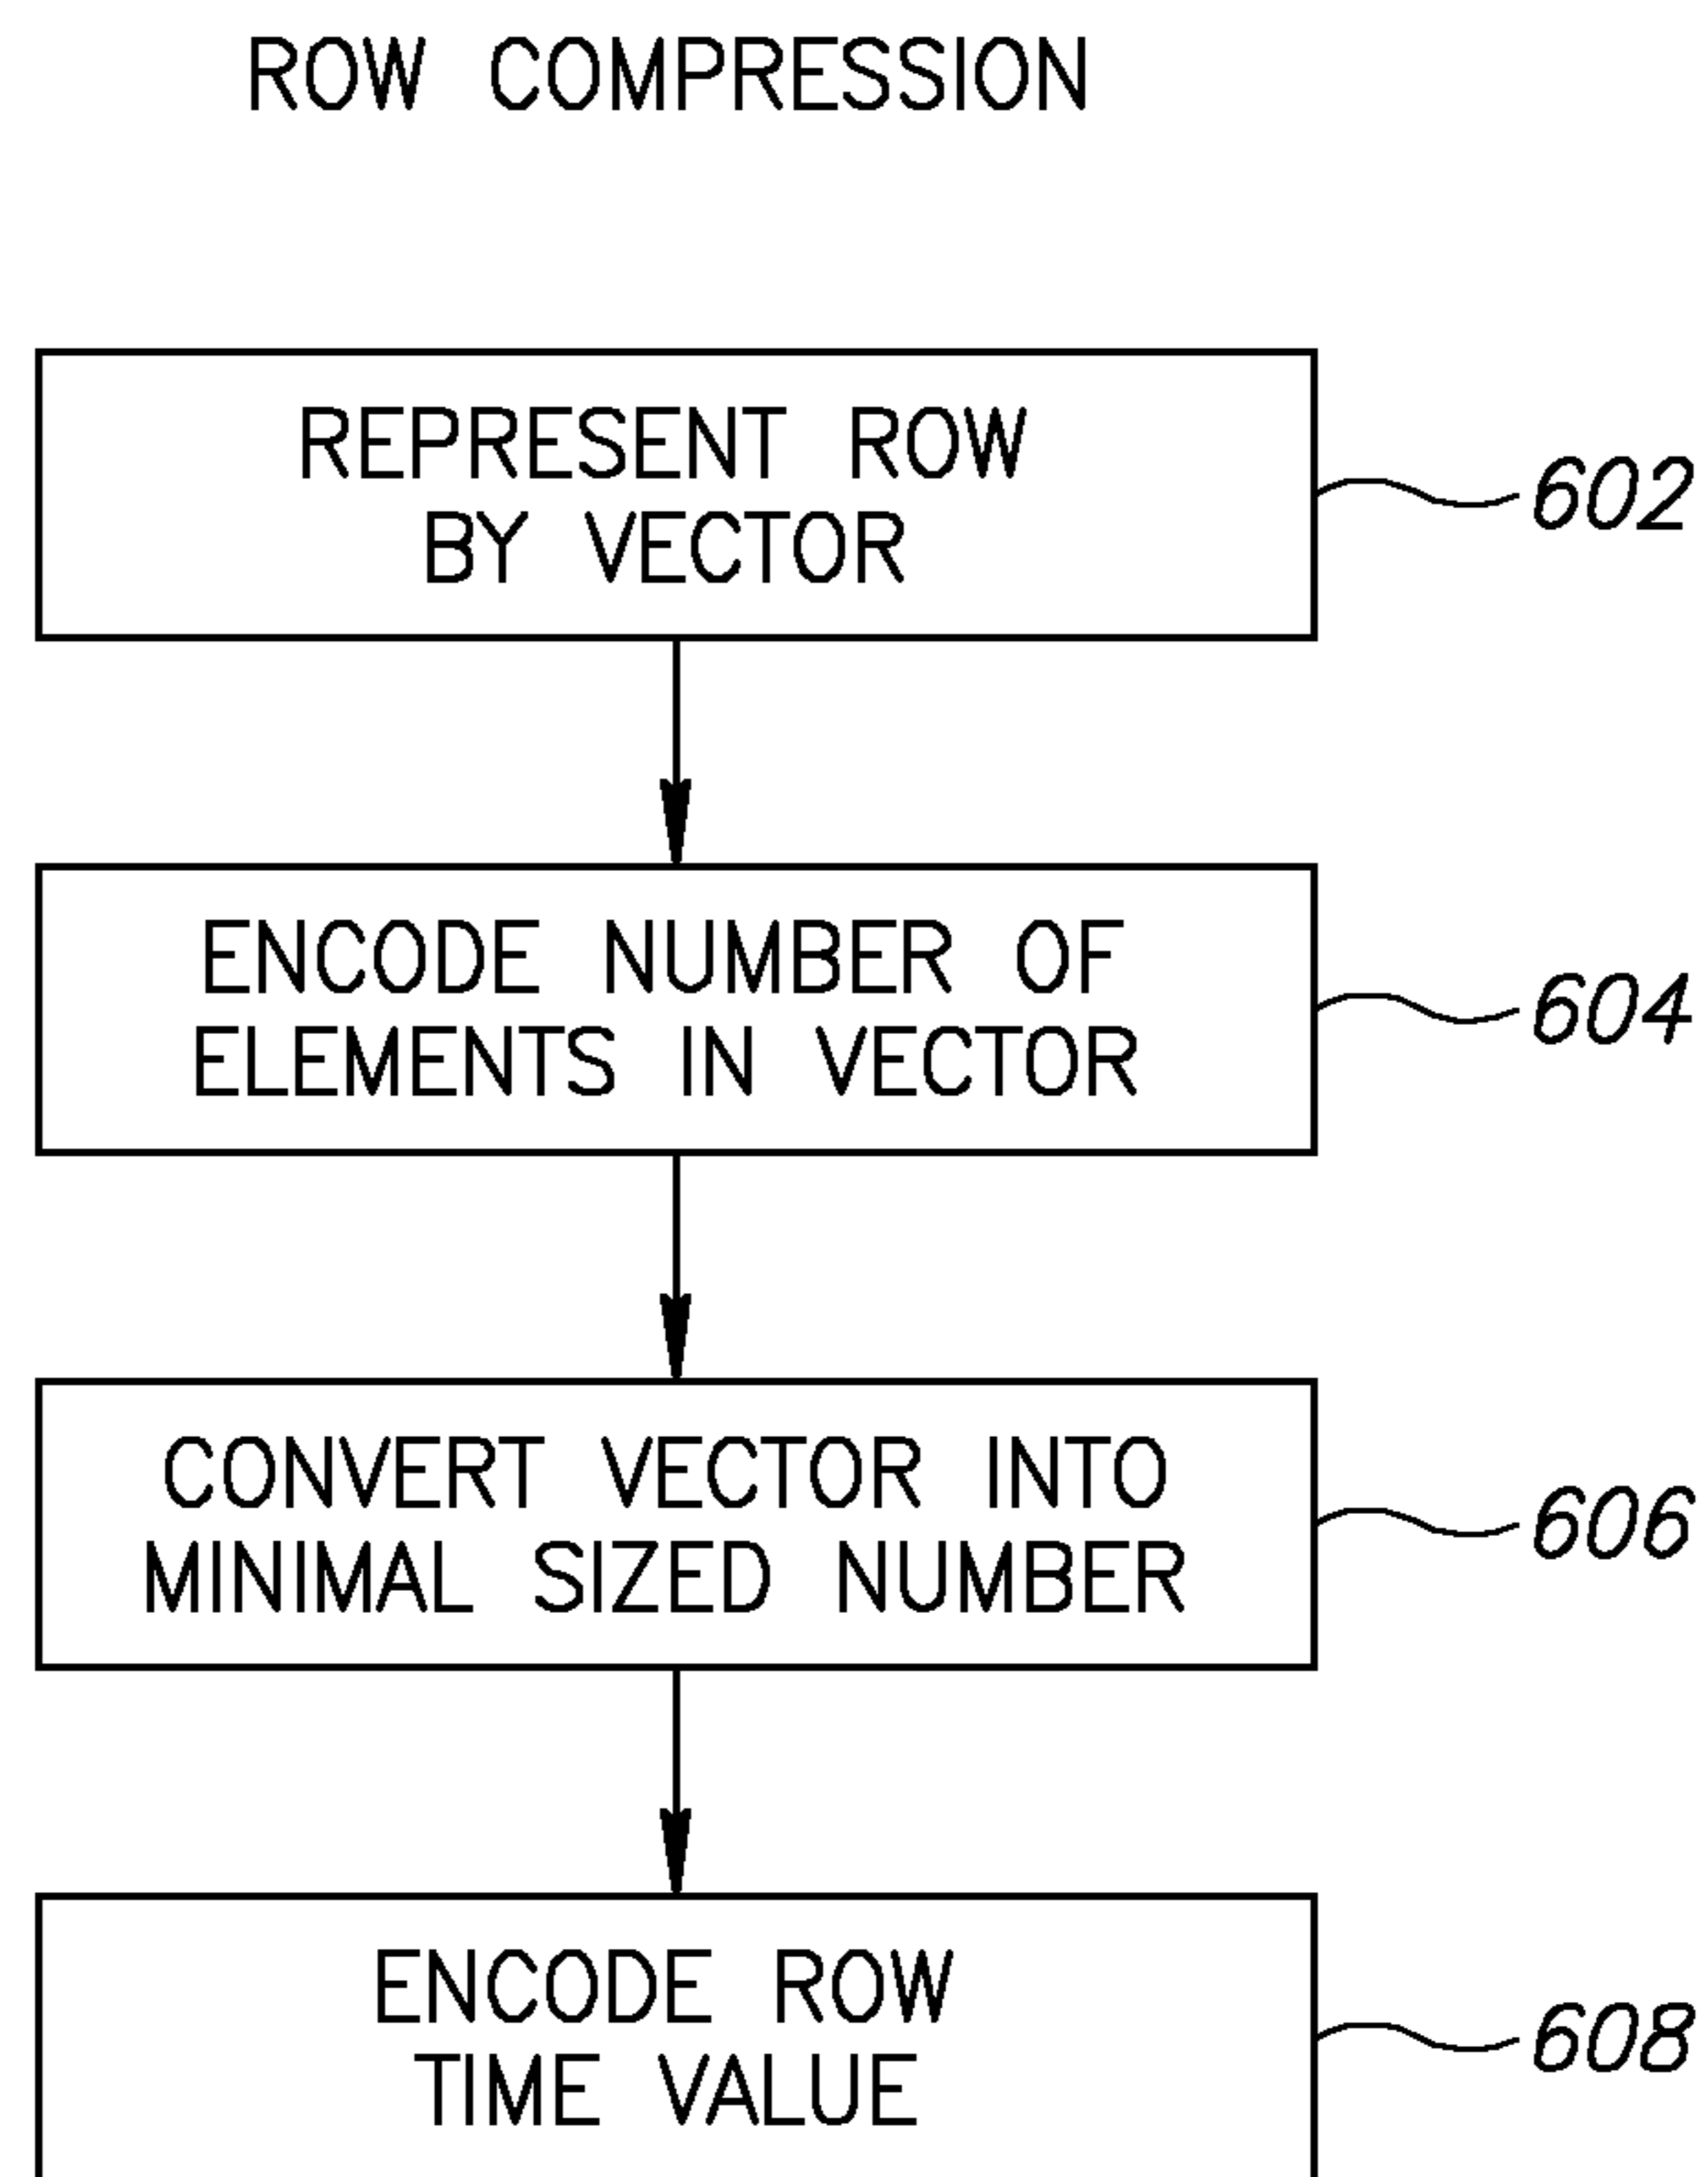 ROW COMPRESSION
REPRESENT ROW
BY VECTOR
602
ENCODE NUMBER OF
ELEMENTS IN VECTOR
604
CONVERT VECTOR INTO
MINIMAL SIZED NUMBER
606
ENCODE ROW
TIME VALUE
608